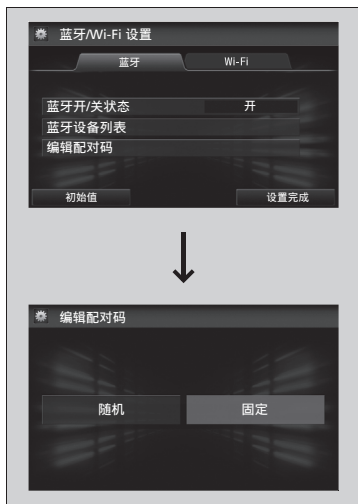 蓝牙/Wi-Fi 设置
蓝牙 Wi-Fi
蓝牙开/关状态 开
蓝牙设备列表
编辑配对码
初始值 设置完成
编辑配对码
随机 固定